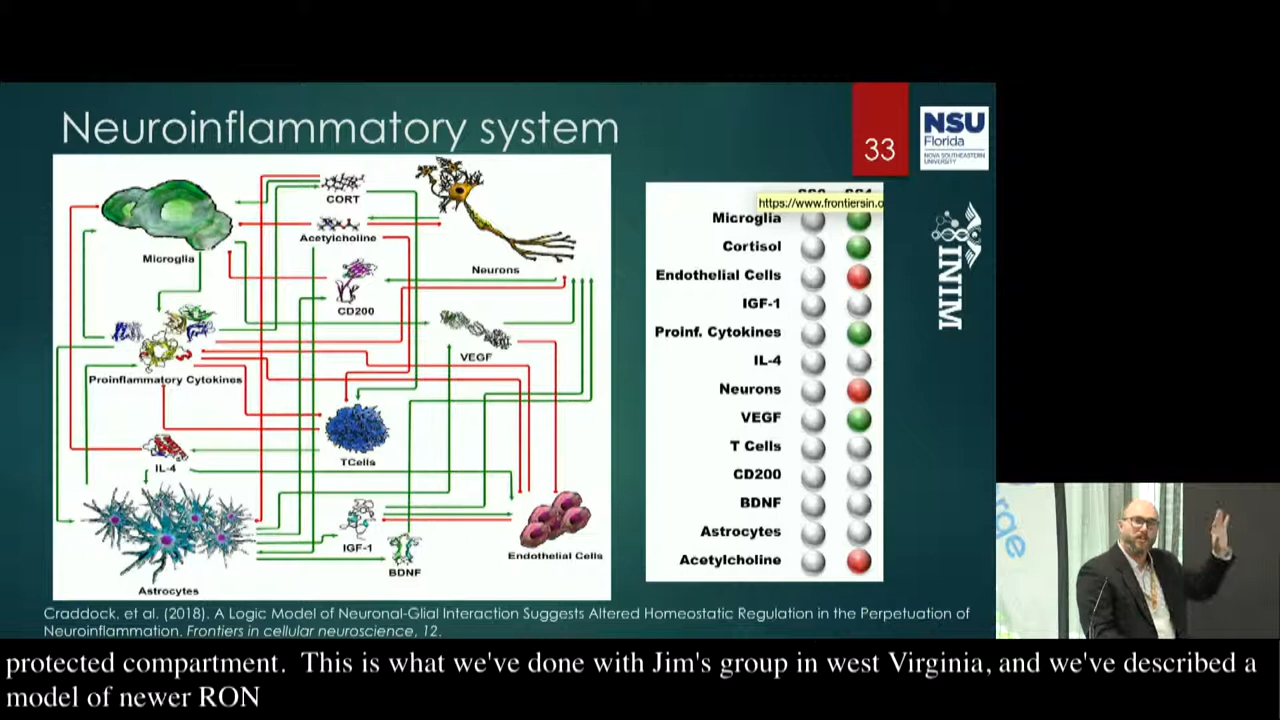 Neuroinflammatory system
33
NSU
Florida
NOVA SOUTHEASTERN
UNIVERSITY
INIM
CORT
Acetylcholine
Microglia
Neurons
CD200
VEGF
Proinflammatory Cytokines
TCells
IL-4
IGF-1
BDNF
Endothelial Cells
Astrocytes
https://www.frontiersin.o
Microglia
Cortisol
Endothelial Cells
IGF-1
Proinf. Cytokines
IL-4
Neurons
VEGF
T Cells
CD200
BDNF
Astrocytes
Acetylcholine
Craddock. et al. (2018). A Logic Model of Neuronal-Glial Interaction Suggests Altered Homeostatic Regulation in the Perpetuation of
Neuroinflammation. Frontiers in cellular neuroscience, 12.
protected compartment.  This is what we've done with Jim's group in west Virginia, and we've described a
model of newer RON